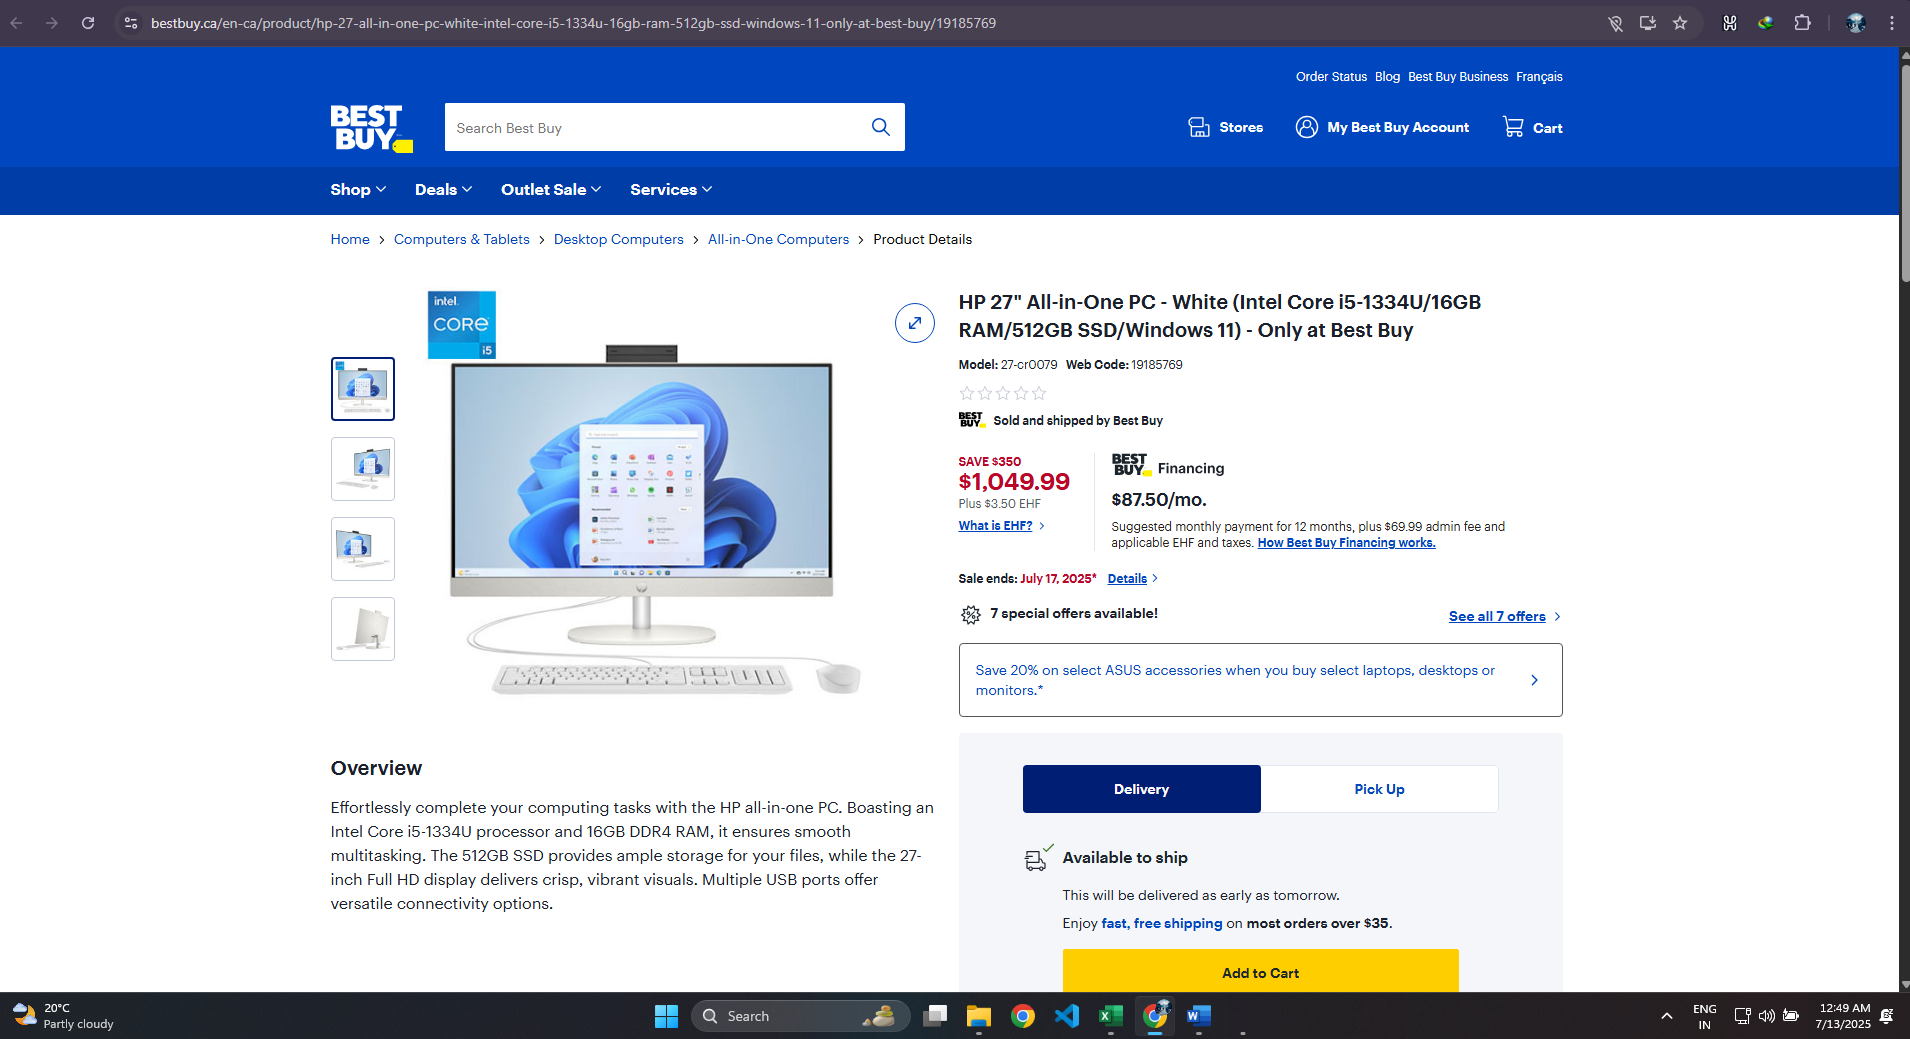 bestbuy.ca/en-ca/product/hp-27-all-in-one-pc-white-intel-core-i5-1334u-16gb-ram-512gb-ssd-windows-11-only-at-best-buy/19185769
Order Status Blog Best Buy Business Français
BEST
BUY
Search Best Buy
Stores
My Best Buy Account
Cart
Shop
Deals
Outlet Sale
Services
Home > Computers & Tablets > Desktop Computers > All-in-One Computers > Product Details
intel.
CORE
i5
HP 27" All-in-One PC - White (Intel Core i5-1334U/16GB
RAM/512GB SSD/Windows 11) - Only at Best Buy
Model: 27-cr0079 Web Code: 19185769
BEST
BUY
Sold and shipped by Best Buy
SAVE $350
$1,049.99
Plus $3.50 EHF
What is EHF?
BEST
BUY
Financing
$87.50/mo.
Suggested monthly payment for 12 months, plus $69.99 admin fee and
applicable EHF and taxes. How Best Buy Financing works.
Sale ends: July 17, 2025* Details
7 special offers available!
See all 7 offers
Save 20% on select ASUS accessories when you buy select laptops, desktops or
monitors.*
Delivery
Pick Up
Available to ship
This will be delivered as early as tomorrow.
Enjoy fast, free shipping on most orders over $35.
Add to Cart
Overview
Effortlessly complete your computing tasks with the HP all-in-one PC. Boasting an
Intel Core i5-1334U processor and 16GB DDR4 RAM, it ensures smooth
multitasking. The 512GB SSD provides ample storage for your files, while the 27-
inch Full HD display delivers crisp, vibrant visuals. Multiple USB ports offer
versatile connectivity options.
20°C
Partly cloudy
Search
ENG
IN
12:49 AM
7/13/2025